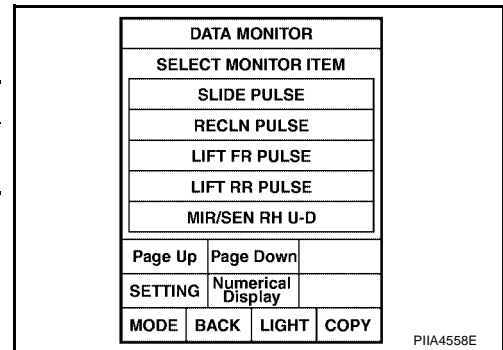 DATA MONITOR
SELECT MONITOR ITEM
SLIDE PULSE
RECLN PULSE
LIFT FR PULSE
LIFT RR PULSE
MIR/SEN RH U-D
Page Up Page Down
SETTING Numerical Display
MODE BACK LIGHT COPY
PIIA4558E